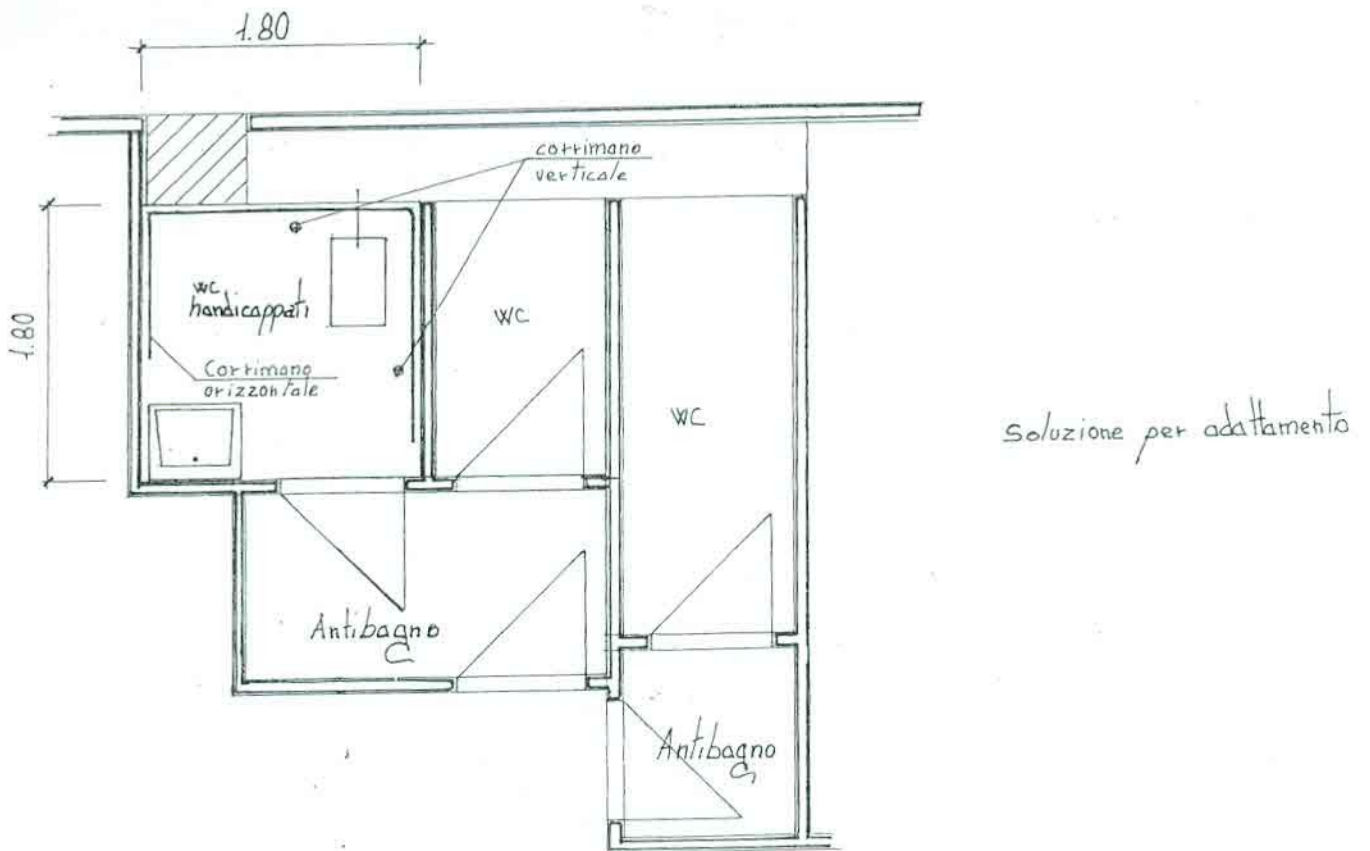 1.80
corrimano
verticale
wc
handicappati
WC
1.80
Corrimano
orizzontale
WC
Soluzione per adattamento
Antibagno
Antibagno